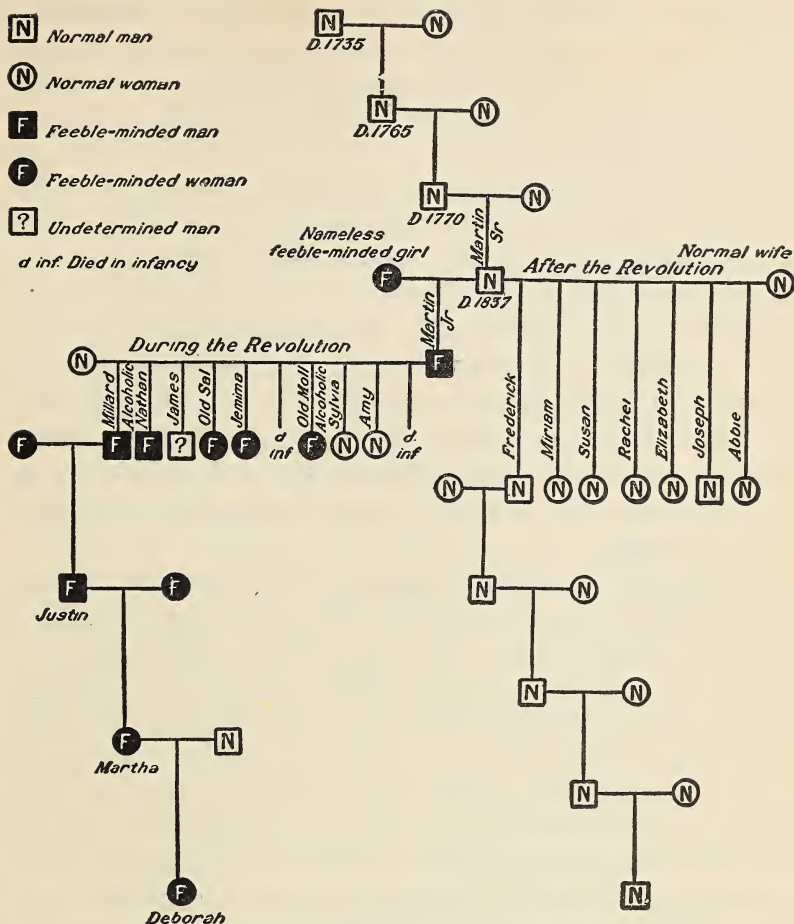 N Normal man
N Normal woman
F Feeble-minded man
F Feeble-minded woman
? Undetermined man
d inf. Died in infancy
N N
D.1735
N N
D.1765
N N
D 1770
Martin Sr
Nameless
feeble-minded girl
Normal wife
F N After the Revolution N
D.1837
Martin Jr
During the Revolution
N F
Millard
Alcoholic
Nathan
James
Old Sal
Jemima
d. inf
Old Moll
Alcoholic
Sylvia
Amy
d. inf
Frederick
Miriam
Susan
Rachel
Elizabeth
Joseph
Abbie
F F F ? F F F N N
N N N N N N N N
F F
Justin
N N
N N
F N
Martha
N N
F
Deborah
N